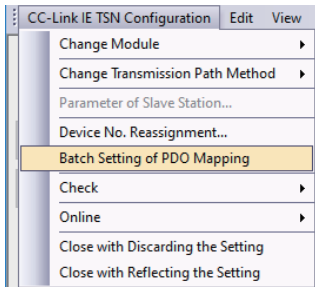 CC-Link IE TSN Configuration Edit View
Change Module
Change Transmission Path Method
Parameter of Slave Station...
Device No. Reassignment...
Batch Setting of PDO Mapping
Check
Online
Close with Discarding the Setting
Close with Reflecting the Setting